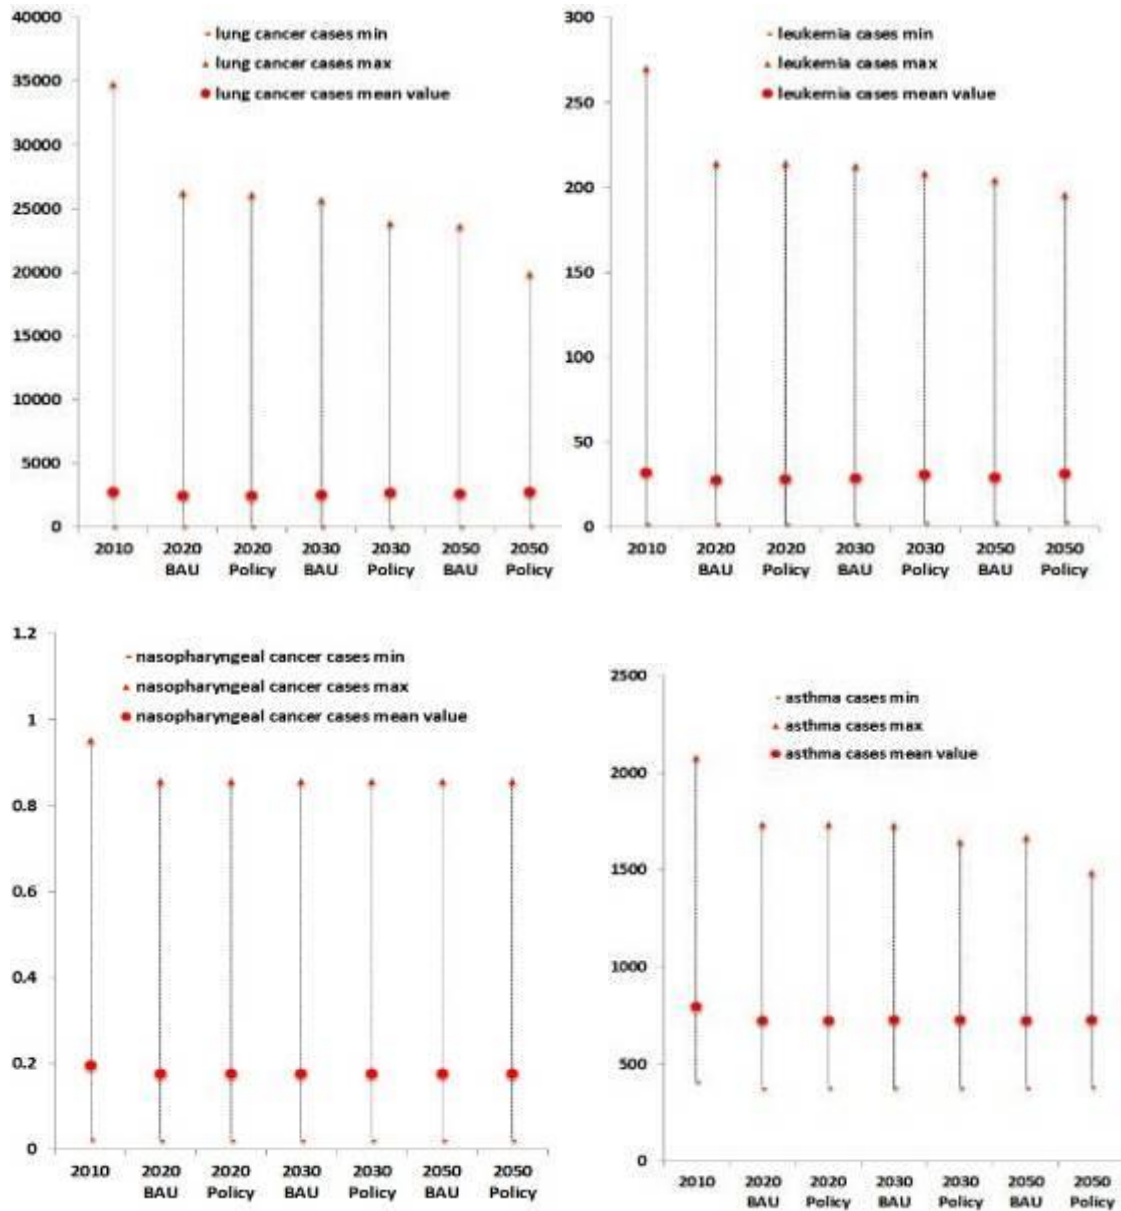 40000
35000
30000
25000
20000
15000
10000
5000
0
lung cancer cases min
lung cancer cases max
lung cancer cases mean value
2010 2020 2020 2030 2030 2050 2050
BAU Policy BAU Policy BAU Policy
300
250
200
150
100
50
0
leukemia cases min
leukemia cases max
leukemia cases mean value
2010 2020 2020 2030 2030 2050 2050
BAU Policy BAU Policy BAU Policy
1.2
1
0.8
0.6
0.4
0.2
0
nasopharyngeal cancer cases min
nasopharyngeal cancer cases max
nasopharyngeal cancer cases mean value
2010 2020 2020 2030 2030 2050 2050
BAU Policy BAU Policy BAU Policy
2500
2000
1500
1000
500
0
asthma cases min
asthma cases max
asthma cases mean value
2010 2020 2020 2030 2030 2050 2050
BAU Policy BAU Policy BAU Policy